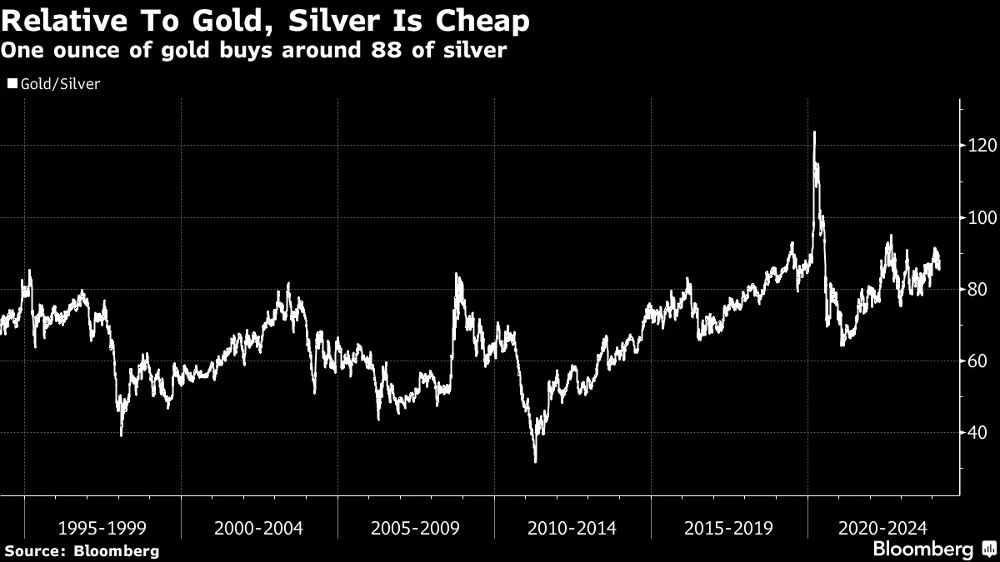 Relative To Gold, Silver Is Cheap
One ounce of gold buys around 88 of silver
Gold/Silver
120
100
80
60
40
1995-1999 2000-2004 2005-2009 2010-2014 2015-2019 2020-2024
Source: Bloomberg
Bloomberg